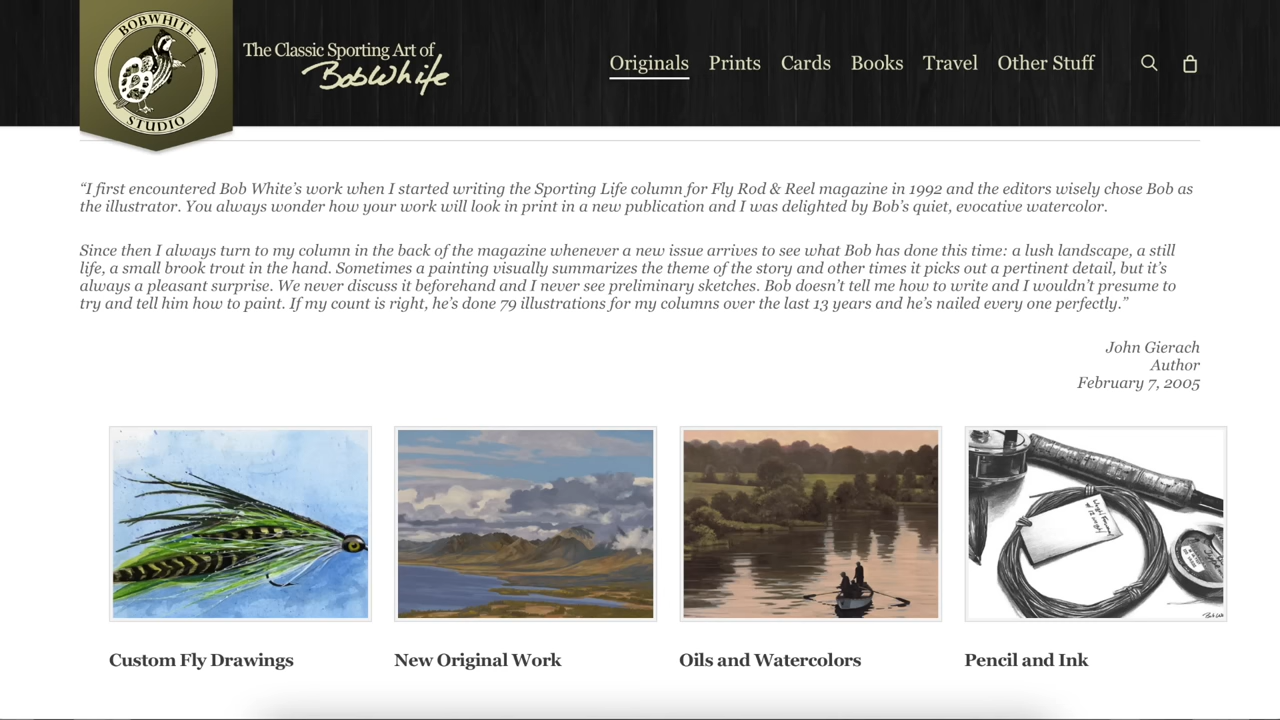 BOBWHITE
STUDIO
The Classic Sporting Art of
BobWhite
Originals Prints Cards Books Travel Other Stuff
“I first encountered Bob White’s work when I started writing the Sporting Life column for Fly Rod & Reel magazine in 1992 and the editors wisely chose Bob as
the illustrator. You always wonder how your work will look in print in a new publication and I was delighted by Bob’s quiet, evocative watercolor.
Since then I always turn to my column in the back of the magazine whenever a new issue arrives to see what Bob has done this time: a lush landscape, a still
life, a small brook trout in the hand. Sometimes a painting visually summarizes the theme of the story and other times it picks out a pertinent detail, but it’s
always a pleasant surprise. We never discuss it beforehand and I never see preliminary sketches. Bob doesn’t tell me how to write and I wouldn’t presume to
try and tell him how to paint. If my count is right, he’s done 79 illustrations for my columns over the last 13 years and he’s nailed every one perfectly.”
John Gierach
Author
February 7, 2005
Custom Fly Drawings
New Original Work
Oils and Watercolors
Pencil and Ink